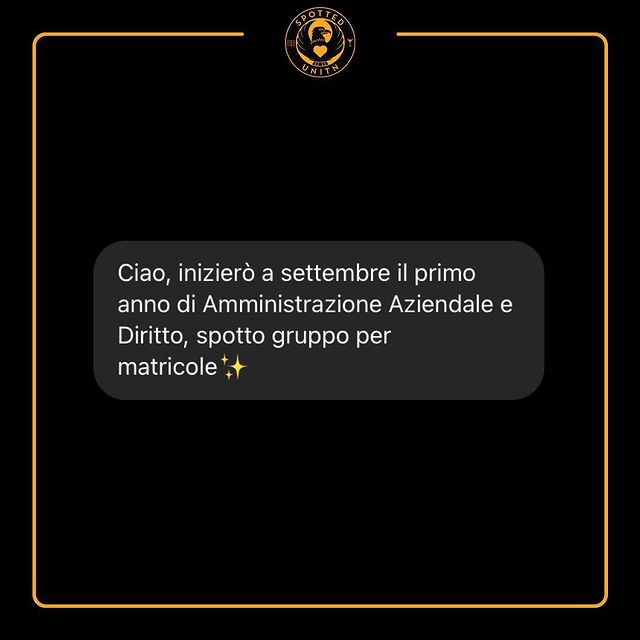 SPOTTED
UNITN
Ciao, inizierò a settembre il primo
anno di Amministrazione Aziendale e
Diritto, spotto gruppo per
matricole✨